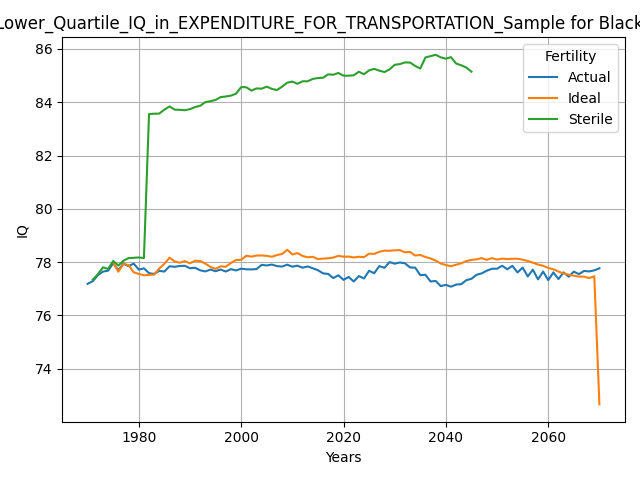 Lower_Quartile_IQ_in_EXPENDITURE_FOR_TRANSPORTATION_Sample for Black
86
84
82
80
78
76
74
IQ
Fertility
Actual
Ideal
Sterile
1980
2000
2020
2040
2060
Years